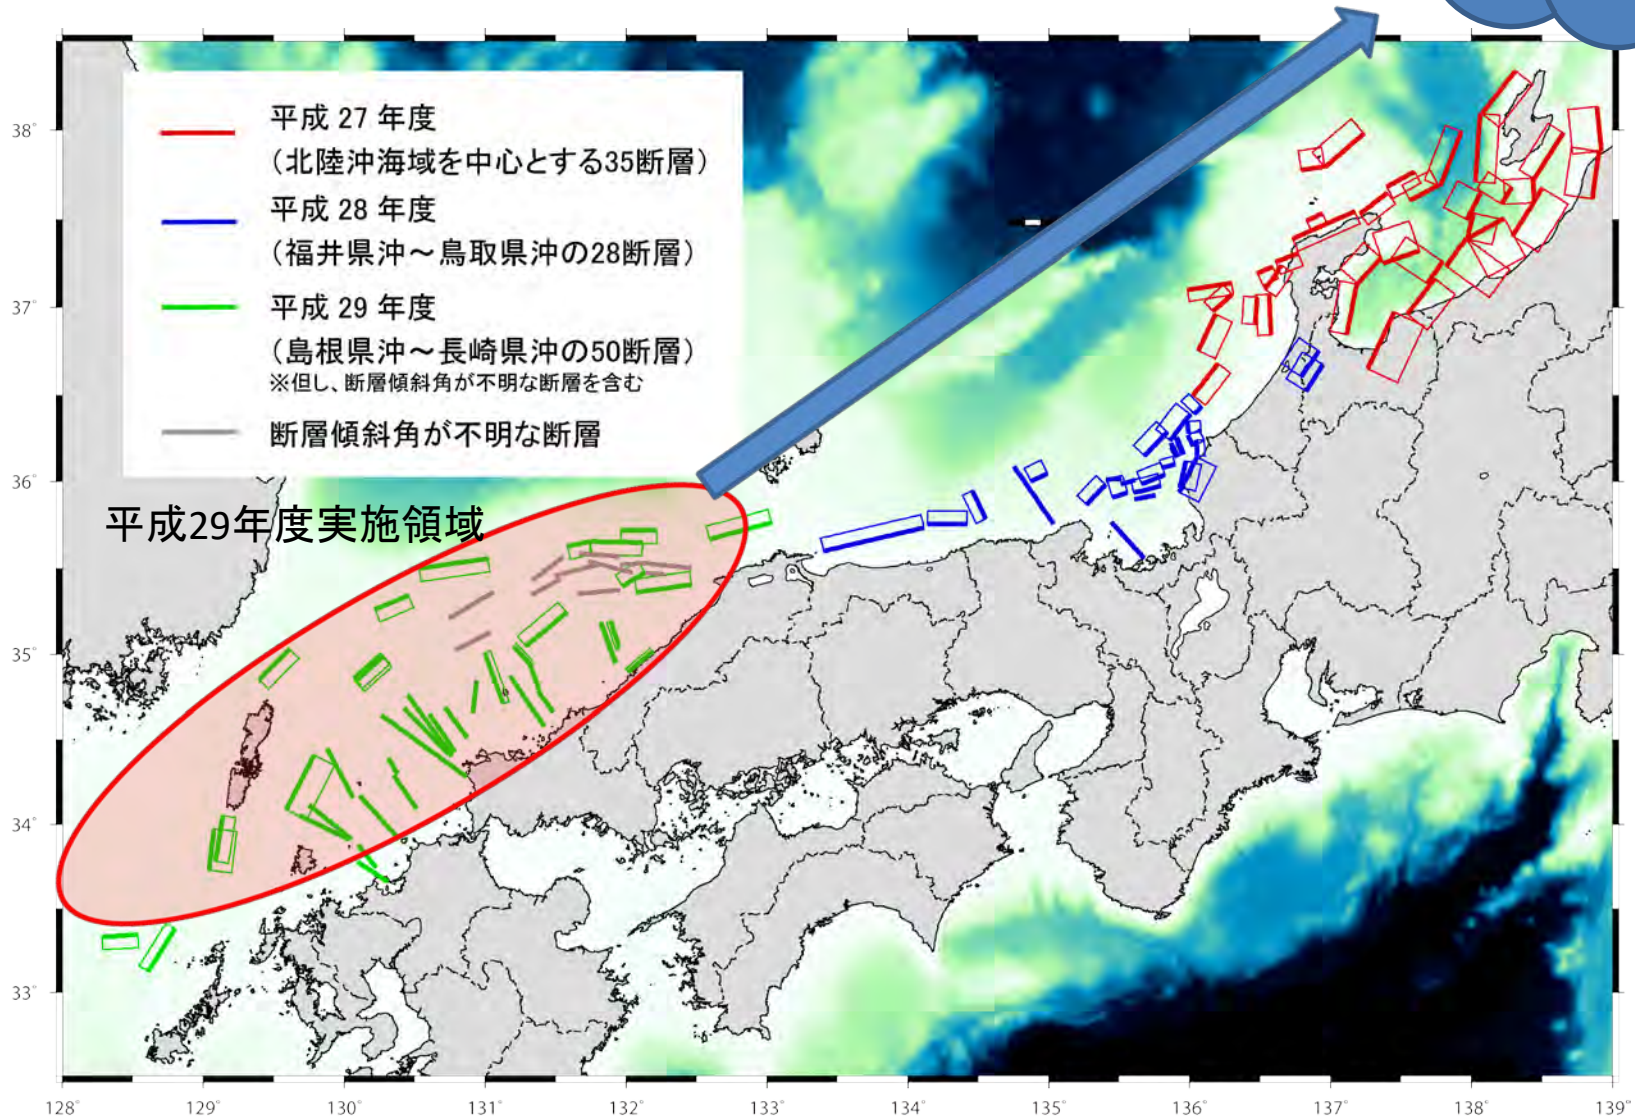 平成 27 年度
（北陸沖海域を中心とする35断層）
平成 28 年度
（福井県沖～鳥取県沖の28断層）
平成 29 年度
（島根県沖～長崎県沖の50断層）
※但し、断層傾斜角が不明な断層を含む
断層傾斜角が不明な断層
平成29年度実施領域
38°
37°
36°
35°
34°
33°
128° 129° 130° 131° 132° 133° 134° 135° 136° 137° 138° 139°